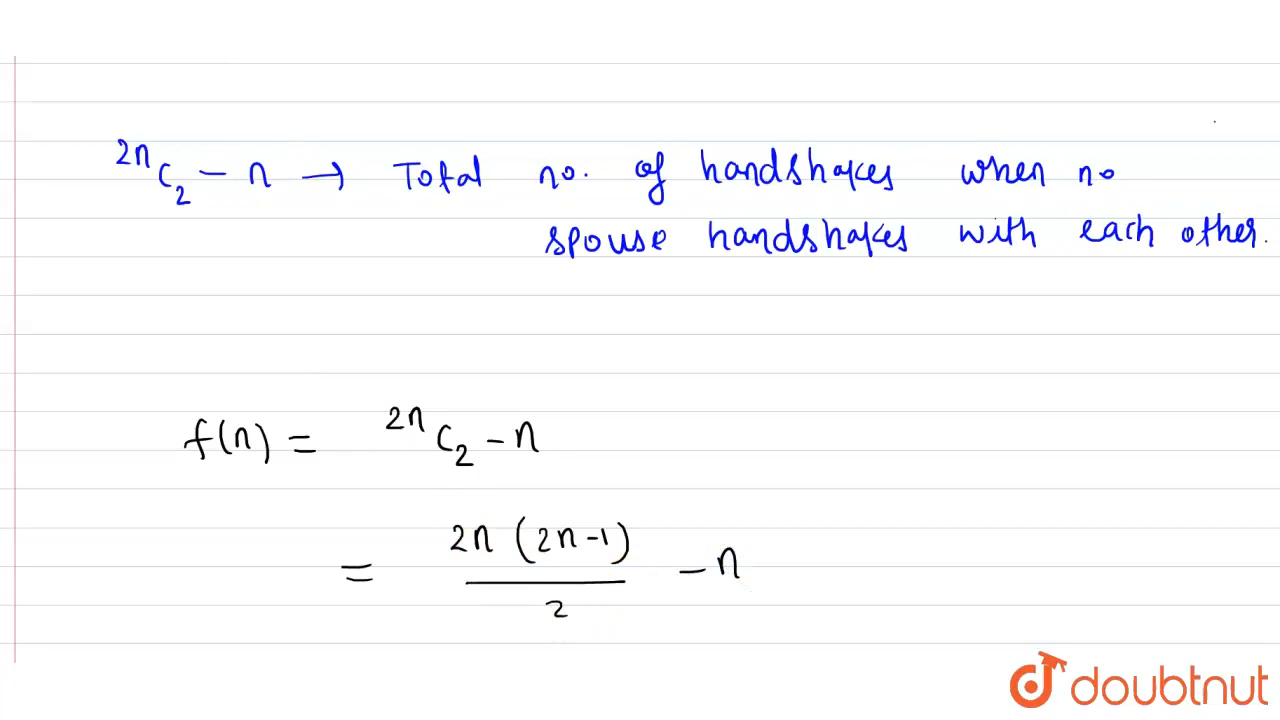 ²ⁿC₂ – n → Total no. of handshakes when no
spouse handshakes with each other.
f(n) = ²ⁿC₂ – n
= 2n (2n-1) / 2 – n
doubtnut